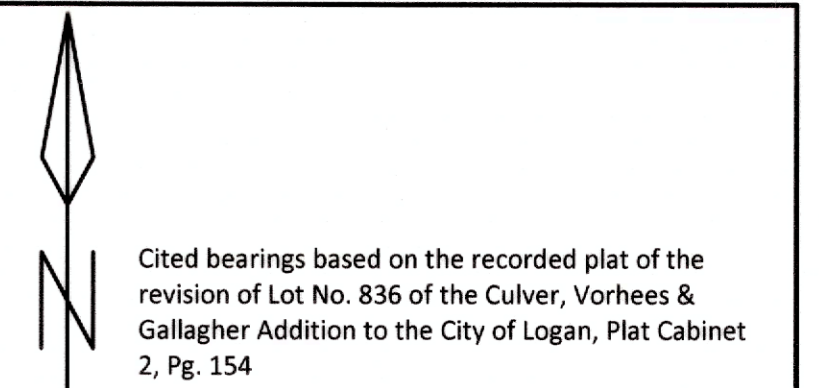 N
Cited bearings based on the recorded plat of the
revision of Lot No. 836 of the Culver, Vorhees &
Gallagher Addition to the City of Logan, Plat Cabinet
2, Pg. 154